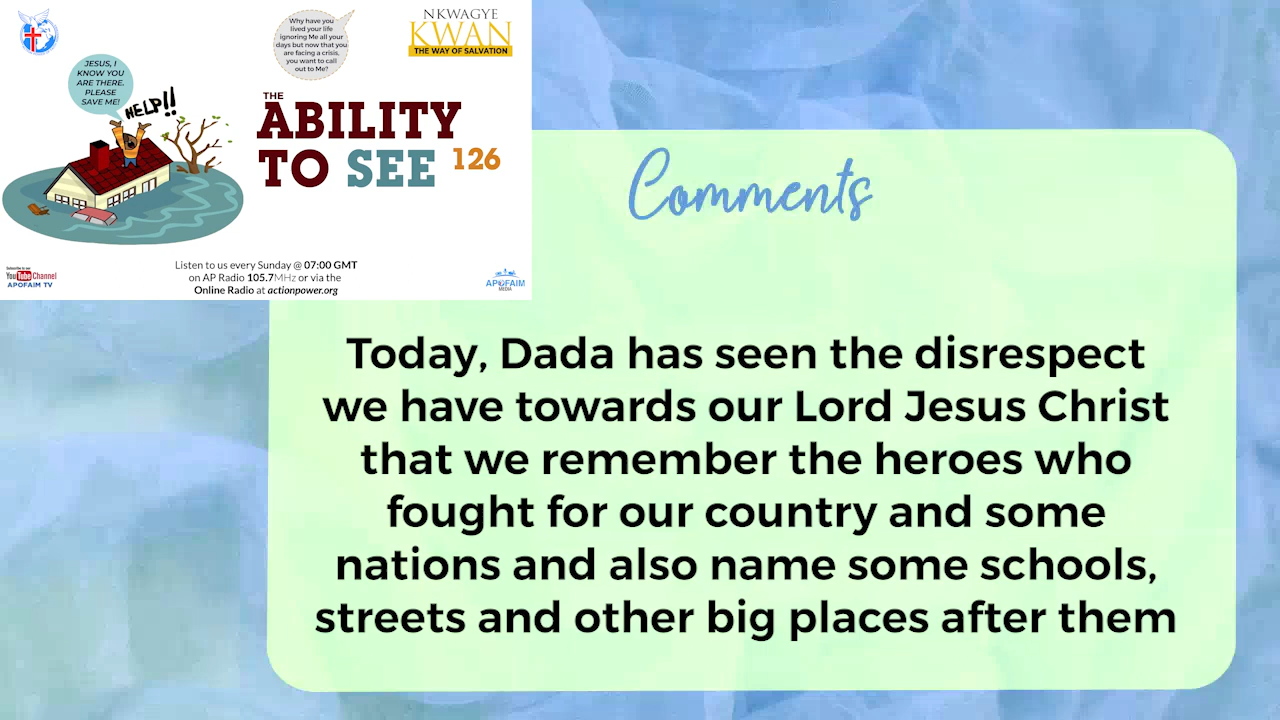 JESUS, I
KNOW YOU
ARE THERE.
PLEASE
SAVE ME!
HELP!!
Why have you
lived your life
ignoring Me all your
days but now that you
are facing a crisis,
you want to call
out to Me?
NKWAGYE
KWAN
THE WAY OF SALVATION
THE
ABILITY
TO SEE 126
Listen to us every Sunday @ 07:00 GMT
on AP Radio 105.7MHz or via the
Online Radio at actionpower.org
Subscribe to our
YouTube Channel
APOFAIM TV
APOFAIM
MEDIA
Comments
Today, Dada has seen the disrespect
we have towards our Lord Jesus Christ
that we remember the heroes who
fought for our country and some
nations and also name some schools,
streets and other big places after them